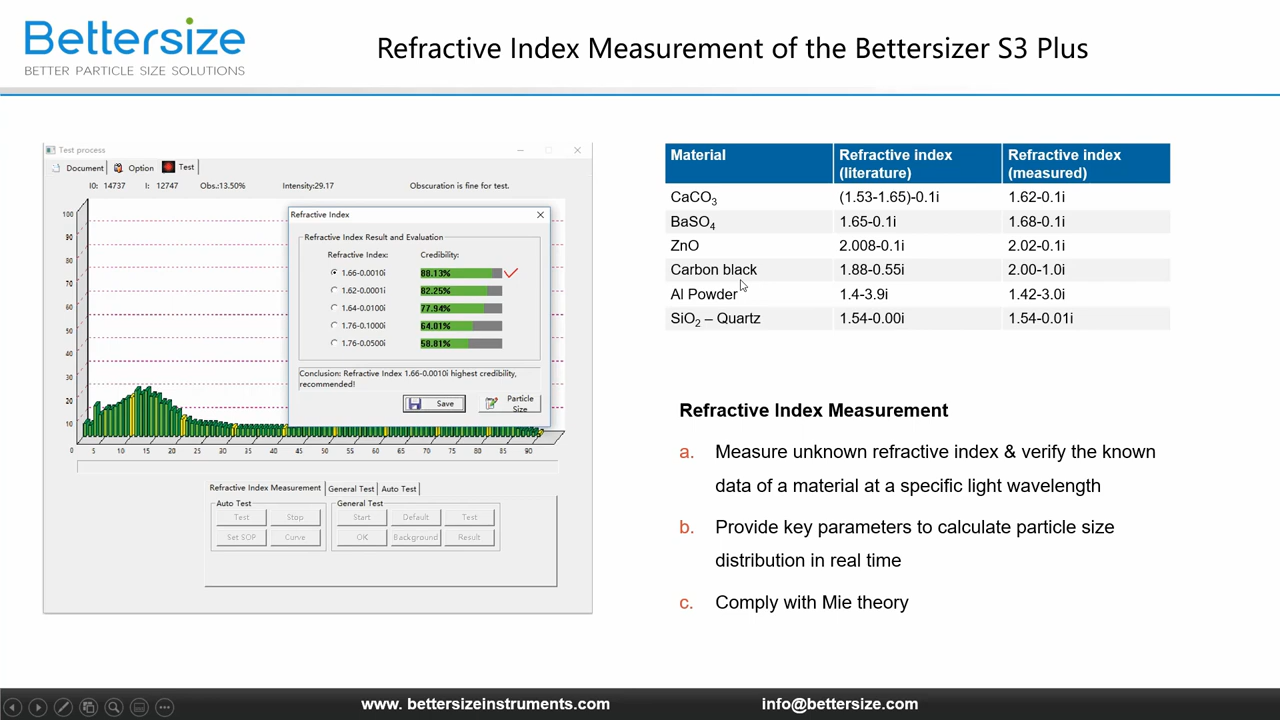 Bettersize
BETTER PARTICLE SIZE SOLUTIONS
Refractive Index Measurement of the Bettersizer S3 Plus
Test process
Document Option Test
I0: 14737 I: 12747 Obs.:13.50% Intensity:29.17 Obscuration is fine for test.
100
90
80
70
60
50
40
30
20
10
0 5 10 15 20 25 30 35 40 45 50 55 60 65 70 75 80 85 90
Refractive Index
Refractive Index Result and Evaluation
Refractive Index: Credibility:
1.66-0.0010i 88.13%
1.62-0.0001i 82.25%
1.64-0.0100i 77.94%
1.76-0.1000i 64.01%
1.76-0.0500i 58.81%
Conclusion: Refractive Index 1.66-0.0010i highest credibility,
recommended!
Save Particle
Size
Refractive Index Measurement General Test Auto Test
Auto Test General Test
Test Stop Start Default Test
Set SOP Curve OK Background Result
Material Refractive index Refractive index
(literature) (measured)
CaCO₃ (1.53-1.65)-0.1i 1.62-0.1i
BaSO₄ 1.65-0.1i 1.68-0.1i
ZnO 2.008-0.1i 2.02-0.1i
Carbon black 1.88-0.55i 2.00-1.0i
Al Powder 1.4-3.9i 1.42-3.0i
SiO₂ – Quartz 1.54-0.00i 1.54-0.01i
Refractive Index Measurement
a. Measure unknown refractive index & verify the known
data of a material at a specific light wavelength
b. Provide key parameters to calculate particle size
distribution in real time
c. Comply with Mie theory
www. bettersizeinstruments.com info@bettersize.com